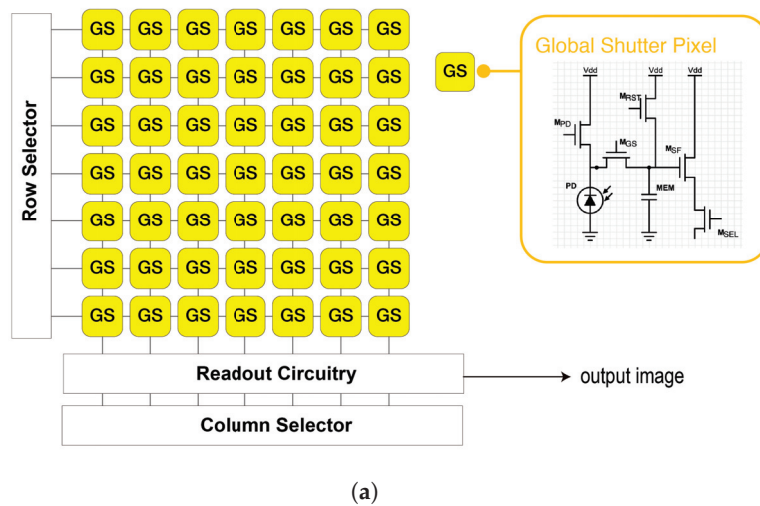 GS GS GS GS GS GS GS
GS GS GS GS GS GS GS
GS GS GS GS GS GS GS
GS GS GS GS GS GS GS
GS GS GS GS GS GS GS
GS GS GS GS GS GS GS
GS GS GS GS GS GS GS
Row Selector
Readout Circuitry
Column Selector
output image
GS
Global Shutter Pixel
Vdd Vdd Vdd
MRST
MPD
MGS
MSF
PD
MEM
MSEL
(a)